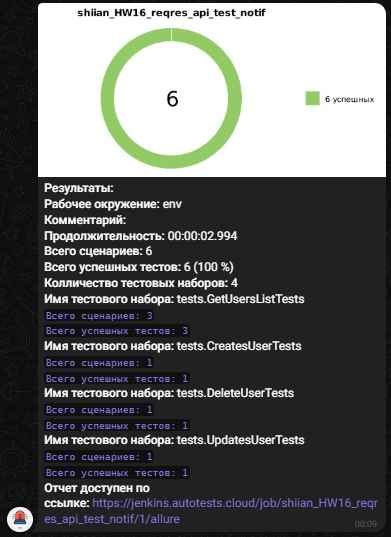 shiian_HW16_reqres_api_test_notif
6
6 успешных
Результаты:
Рабочее окружение: env
Комментарий:
Продолжительность: 00:00:02.994
Всего сценариев: 6
Всего успешных тестов: 6 (100 %)
Колличество тестовых наборов: 4
Имя тестового набора: tests.GetUsersListTests
Всего сценариев: 3
Всего успешных тестов: 3
Имя тестового набора: tests.CreatesUserTests
Всего сценариев: 1
Всего успешных тестов: 1
Имя тестового набора: tests.DeleteUserTests
Всего сценариев: 1
Всего успешных тестов: 1
Имя тестового набора: tests.UpdatesUserTests
Всего сценариев: 1
Всего успешных тестов: 1
Отчет доступен по
ссылке: https://jenkins.autotests.cloud/job/shiian_HW16_reqr
es_api_test_notif/1/allure
00:09